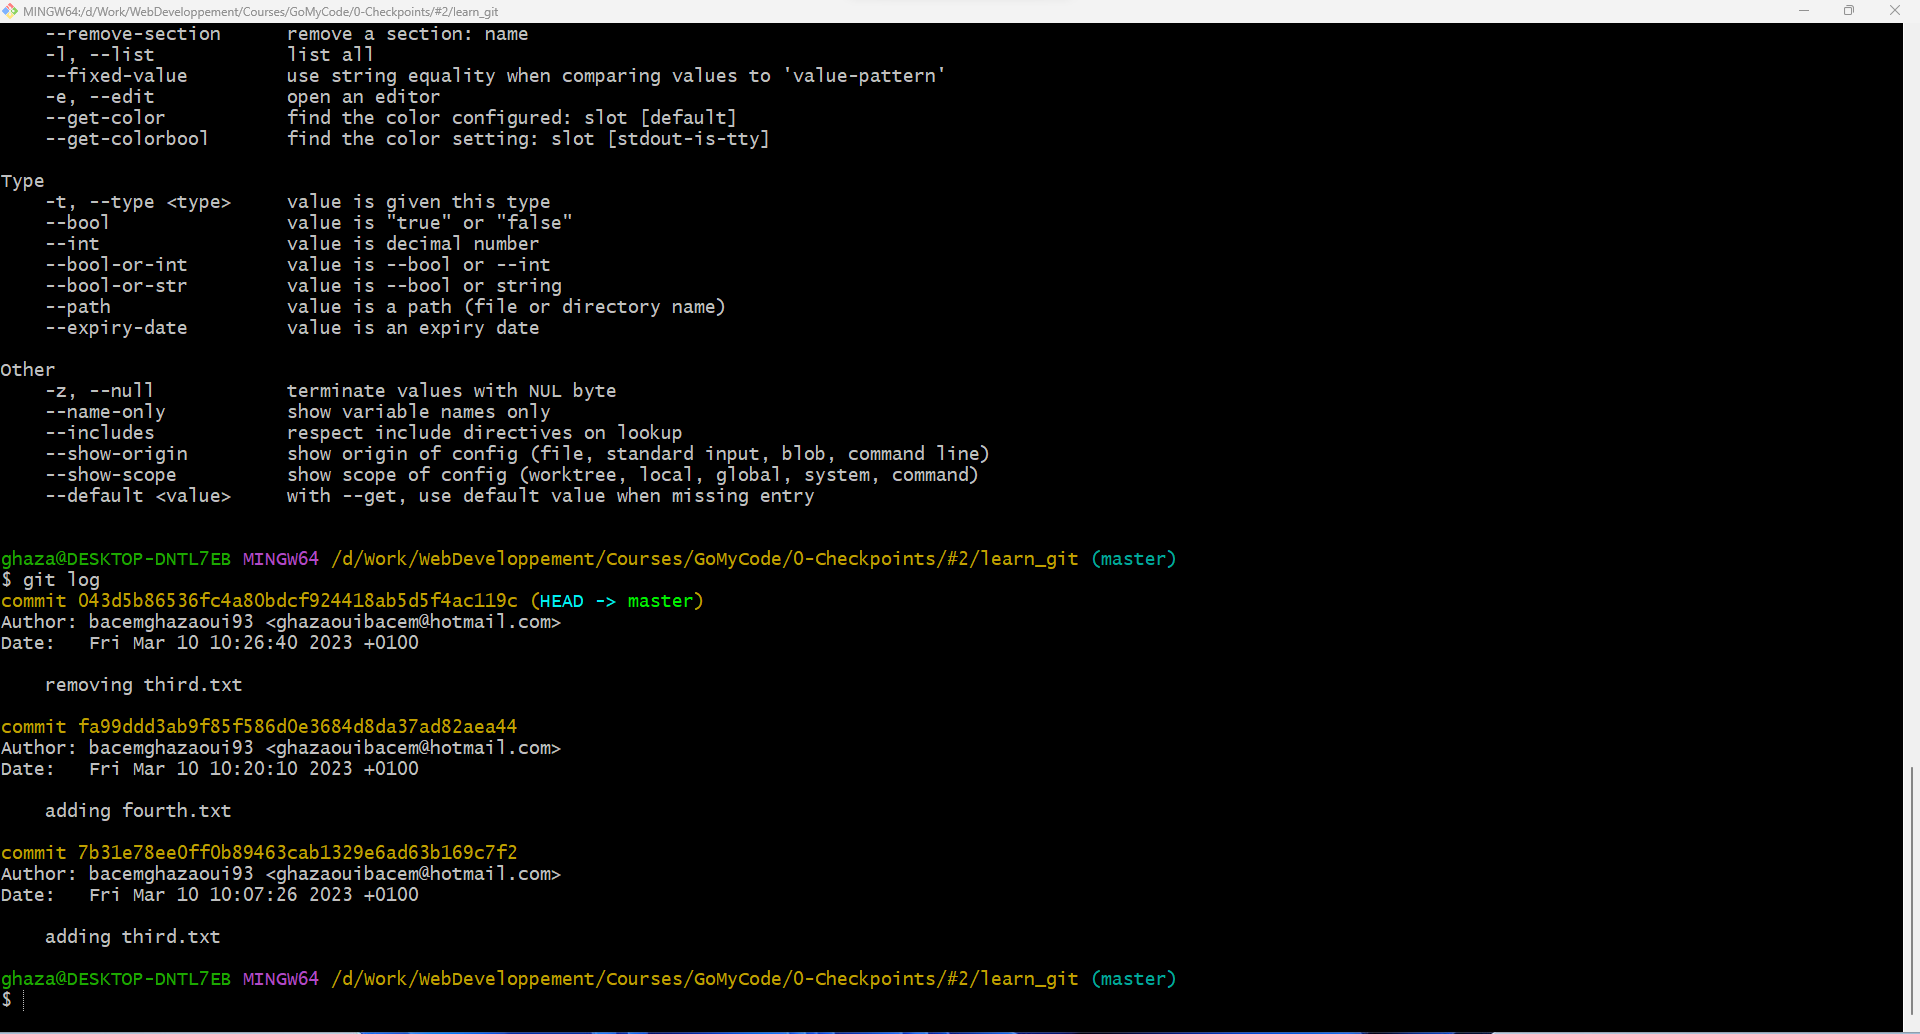 MINGW64:/d/Work/WebDeveloppement/Courses/GoMyCode/0-Checkpoints/#2/learn_git
    --remove-section      remove a section: name
    -l, --list            list all
    --fixed-value         use string equality when comparing values to 'value-pattern'
    -e, --edit            open an editor
    --get-color           find the color configured: slot [default]
    --get-colorbool       find the color setting: slot [stdout-is-tty]

Type
    -t, --type <type>     value is given this type
    --bool                value is "true" or "false"
    --int                 value is decimal number
    --bool-or-int         value is --bool or --int
    --bool-or-str         value is --bool or string
    --path                value is a path (file or directory name)
    --expiry-date         value is an expiry date

Other
    -z, --null            terminate values with NUL byte
    --name-only           show variable names only
    --includes            respect include directives on lookup
    --show-origin         show origin of config (file, standard input, blob, command line)
    --show-scope          show scope of config (worktree, local, global, system, command)
    --default <value>     with --get, use default value when missing entry

ghaza@DESKTOP-DNTL7EB MINGW64 /d/Work/WebDeveloppement/Courses/GoMyCode/0-Checkpoints/#2/learn_git (master)
$ git log
commit 043d5b86536fc4a80bdcf924418ab5d5f4ac119c (HEAD -> master)
Author: bacemghazaoui93 <ghazaouibacem@hotmail.com>
Date:   Fri Mar 10 10:26:40 2023 +0100

    removing third.txt

commit fa99ddd3ab9f85f586d0e3684d8da37ad82aea44
Author: bacemghazaoui93 <ghazaouibacem@hotmail.com>
Date:   Fri Mar 10 10:20:10 2023 +0100

    adding fourth.txt

commit 7b31e78ee0ff0b89463cab1329e6ad63b169c7f2
Author: bacemghazaoui93 <ghazaouibacem@hotmail.com>
Date:   Fri Mar 10 10:07:26 2023 +0100

    adding third.txt

ghaza@DESKTOP-DNTL7EB MINGW64 /d/Work/WebDeveloppement/Courses/GoMyCode/0-Checkpoints/#2/learn_git (master)
$